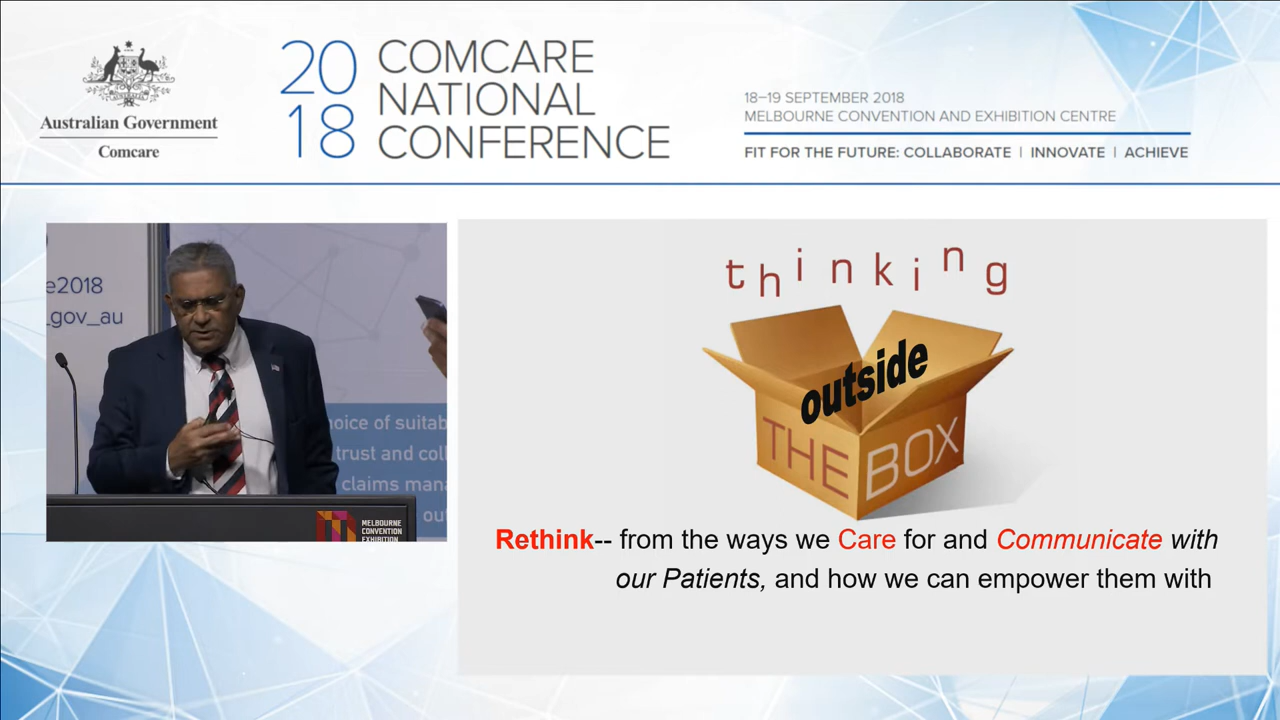 Australian Government
Comcare
20
18
COMCARE
NATIONAL
CONFERENCE
18–19 SEPTEMBER 2018
MELBOURNE CONVENTION AND EXHIBITION CENTRE
FIT FOR THE FUTURE: COLLABORATE | INNOVATE | ACHIEVE
e2018
_gov_au
oice of suitab
trust and coll
claims mana
ou
MELBOURNE
CONVENTION
EXHIBITION
thinking
outside
THE BOX
Rethink-- from the ways we Care for and Communicate with
our Patients, and how we can empower them with